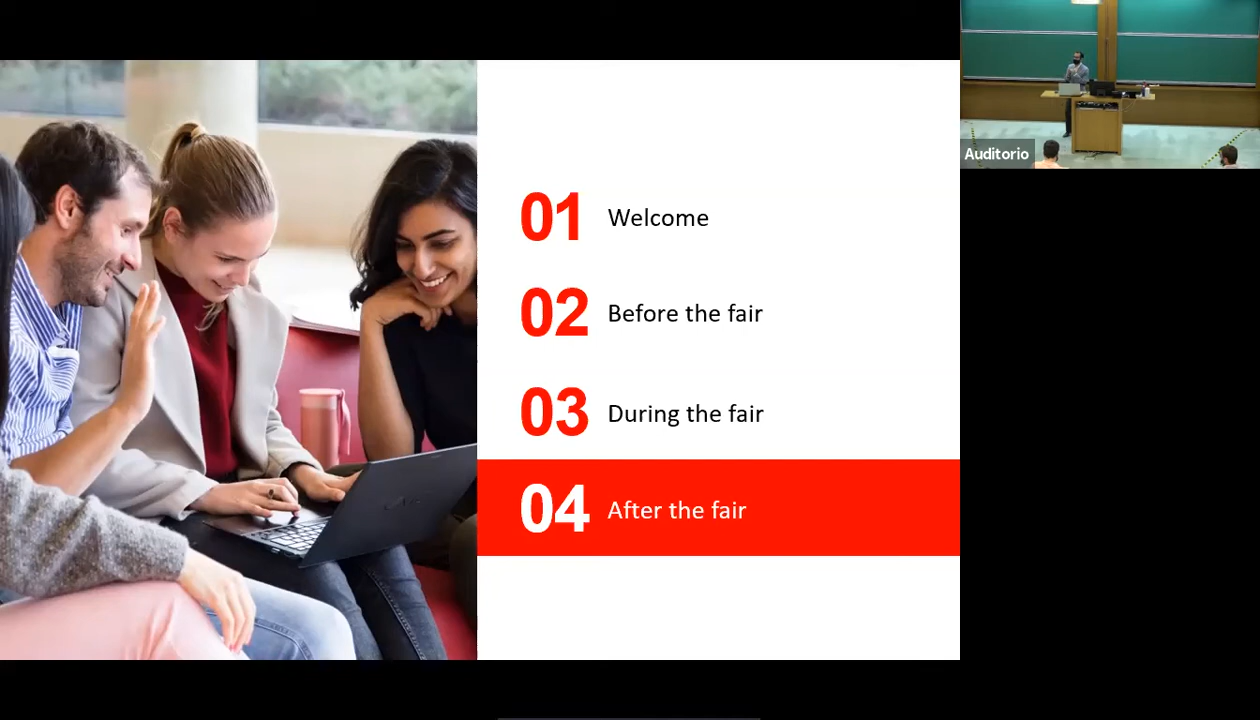 01 Welcome
02 Before the fair
03 During the fair
04 After the fair
Auditorio